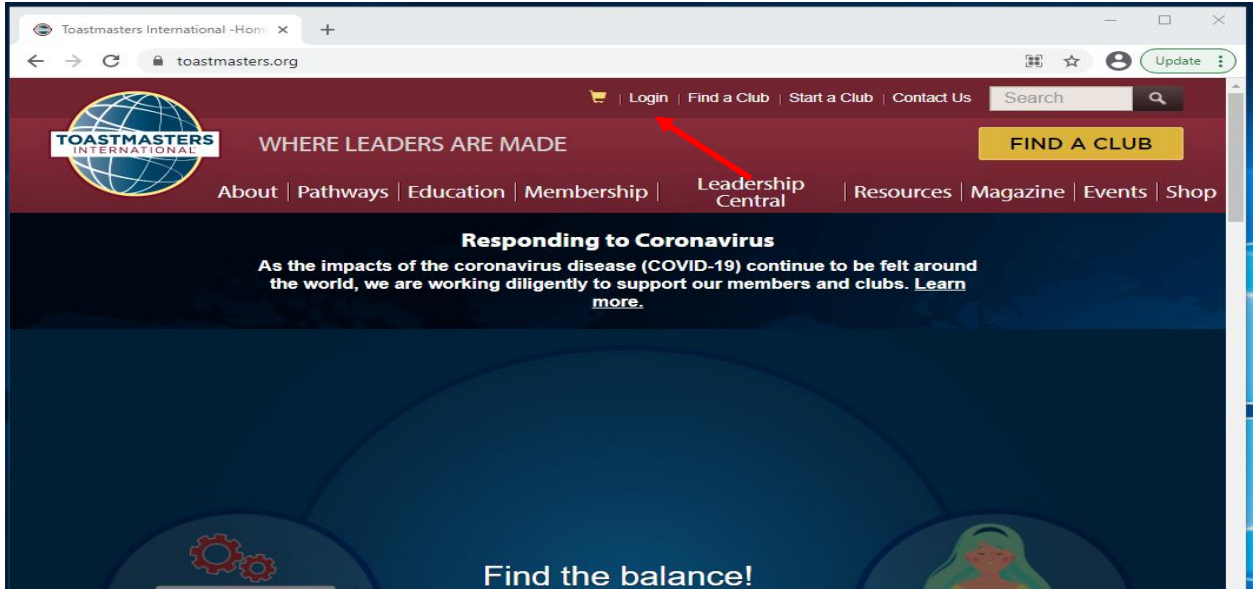 Toastmasters International -Hom
toastmasters.org
Update
Login | Find a Club | Start a Club | Contact Us
Search
TOASTMASTERS
INTERNATIONAL
WHERE LEADERS ARE MADE
FIND A CLUB
About | Pathways | Education | Membership | Leadership Central | Resources | Magazine | Events | Shop
Responding to Coronavirus
As the impacts of the coronavirus disease (COVID-19) continue to be felt around
the world, we are working diligently to support our members and clubs. Learn
more.
Find the balance!